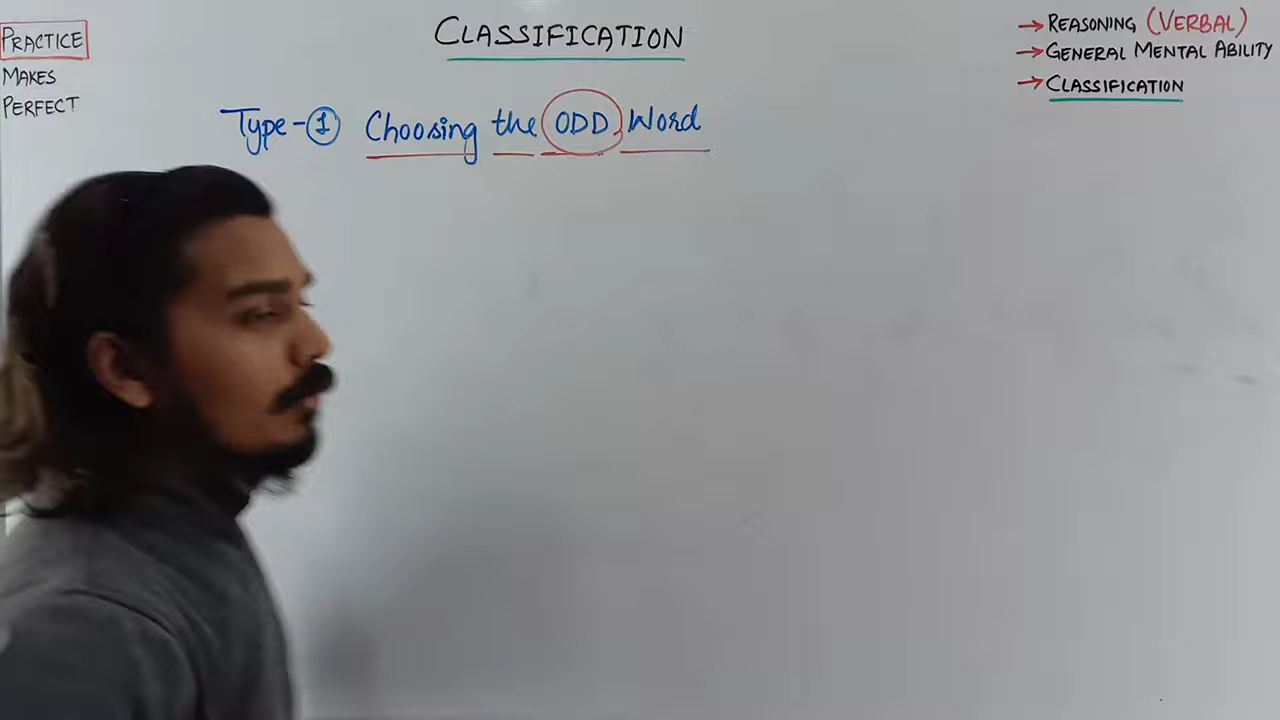 PRACTICE
MAKES
PERFECT
CLASSIFICATION
Type-① Choosing the ODD Word
→ REASONING (VERBAL)
→ GENERAL MENTAL ABILITY
→ CLASSIFICATION